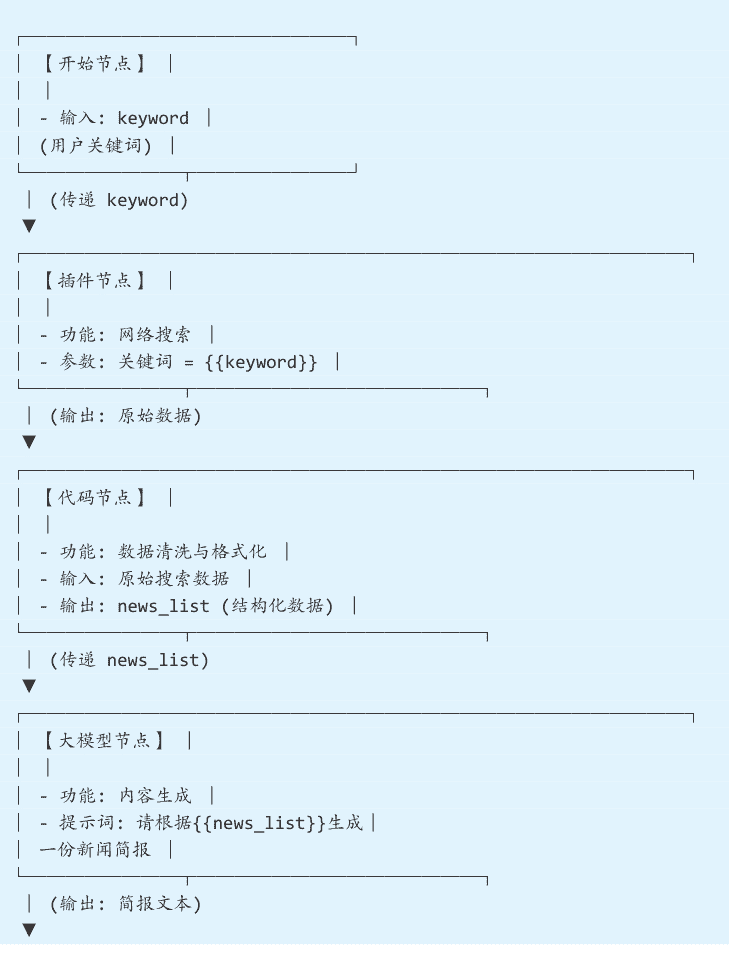 【开始节点】
- 输入: keyword
(用户关键词)
(传递 keyword)
【插件节点】
- 功能: 网络搜索
- 参数: 关键词 = {{keyword}}
(输出: 原始数据)
【代码节点】
- 功能: 数据清洗与格式化
- 输入: 原始搜索数据
- 输出: news_list (结构化数据)
(传递 news_list)
【大模型节点】
- 功能: 内容生成
- 提示词: 请根据{{news_list}}生成
一份新闻简报
(输出: 简报文本)